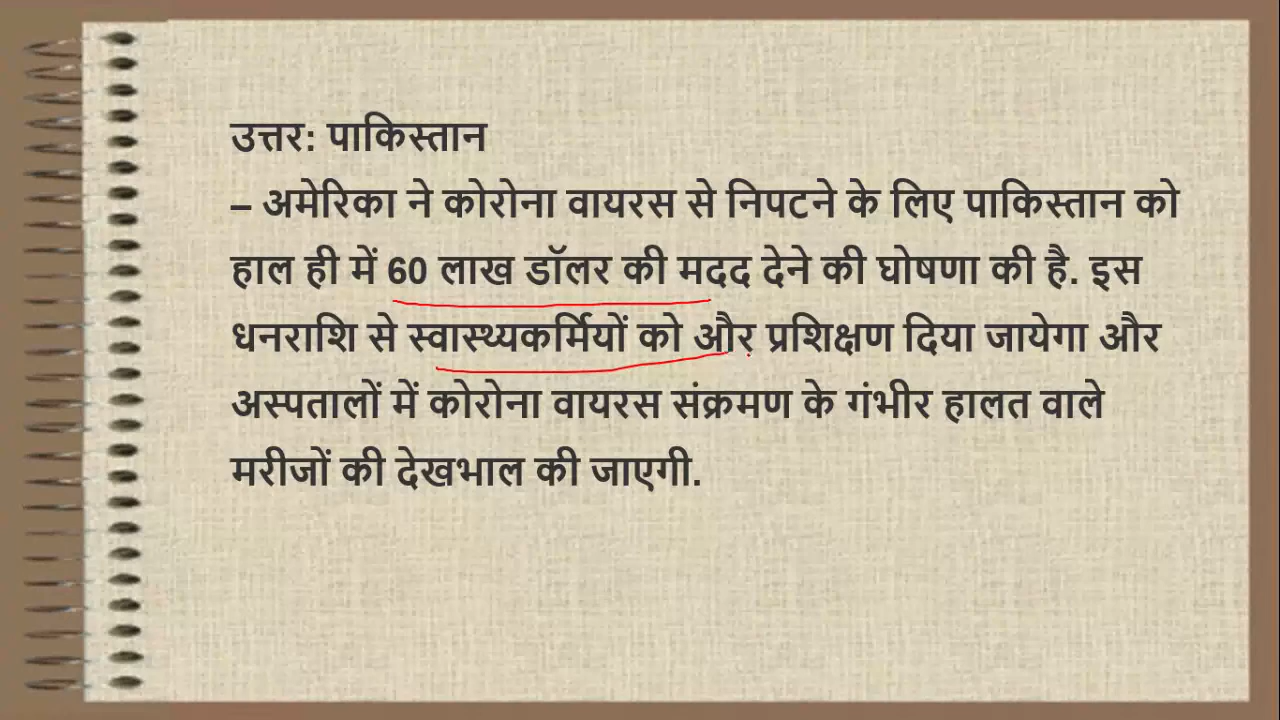 उत्तर: पाकिस्तान
– अमेरिका ने कोरोना वायरस से निपटने के लिए पाकिस्तान को
हाल ही में 60 लाख डॉलर की मदद देने की घोषणा की है. इस
धनराशि से स्वास्थ्यकर्मियों को और प्रशिक्षण दिया जायेगा और
अस्पतालों में कोरोना वायरस संक्रमण के गंभीर हालत वाले
मरीजों की देखभाल की जाएगी.